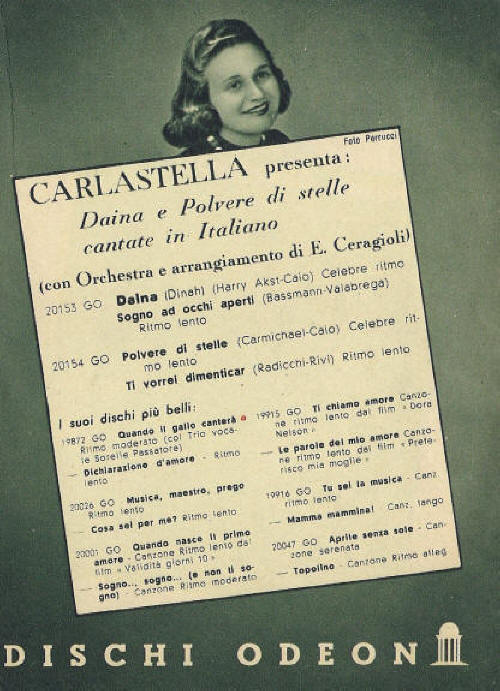 Foto Perrucci
CARLASTELLA presenta:
Daina e Polvere di stelle
cantate in Italiano
(con Orchestra e arrangiamento di E. Ceragioli)
20153 GO Daina (Dinah) (Harry Akst-Caio) Celebre ritmo
Sogno ad occhi aperti (Bassmann-Valabrega)
Ritmo lento
20154 GO Polvere di stelle (Carmichael-Caio) Celebre rit-
mo lento
Ti vorrei dimenticar (Radicchi-Rivi) Ritmo lento
I suoi dischi più belli:
19872 GO Quando il gallo canterà
Ritmo moderato (col Trio voca-
le Sorelle Passatore)
— Dichiarazione d'amore - Ritmo
lento
20026 GO Musica, maestro, prego
Ritmo lento
— Cosa sei per me? Ritmo lento
20001 GO Quando nasce il primo
amore - Canzone Ritmo lento dal
film « Validità giorni 10 »
— Sogno... sogno... (e non ti so-
gno) - Canzone Ritmo moderato
19915 GO Ti chiamo amore Canzo-
ne ritmo lento dal film « Dora
Nelson »
— Le parole del mio amore Canzo-
ne ritmo lento dal film « Prefe-
risco mia moglie »
19916 GO Tu sei la musica - Canz.
ritmo lento
— Mamma mammina! - Canz. tango
20047 GO Aprile senza sole - Can-
zone serenata
— Topolino - Canzone Ritmo alleg.
DISCHI ODEON